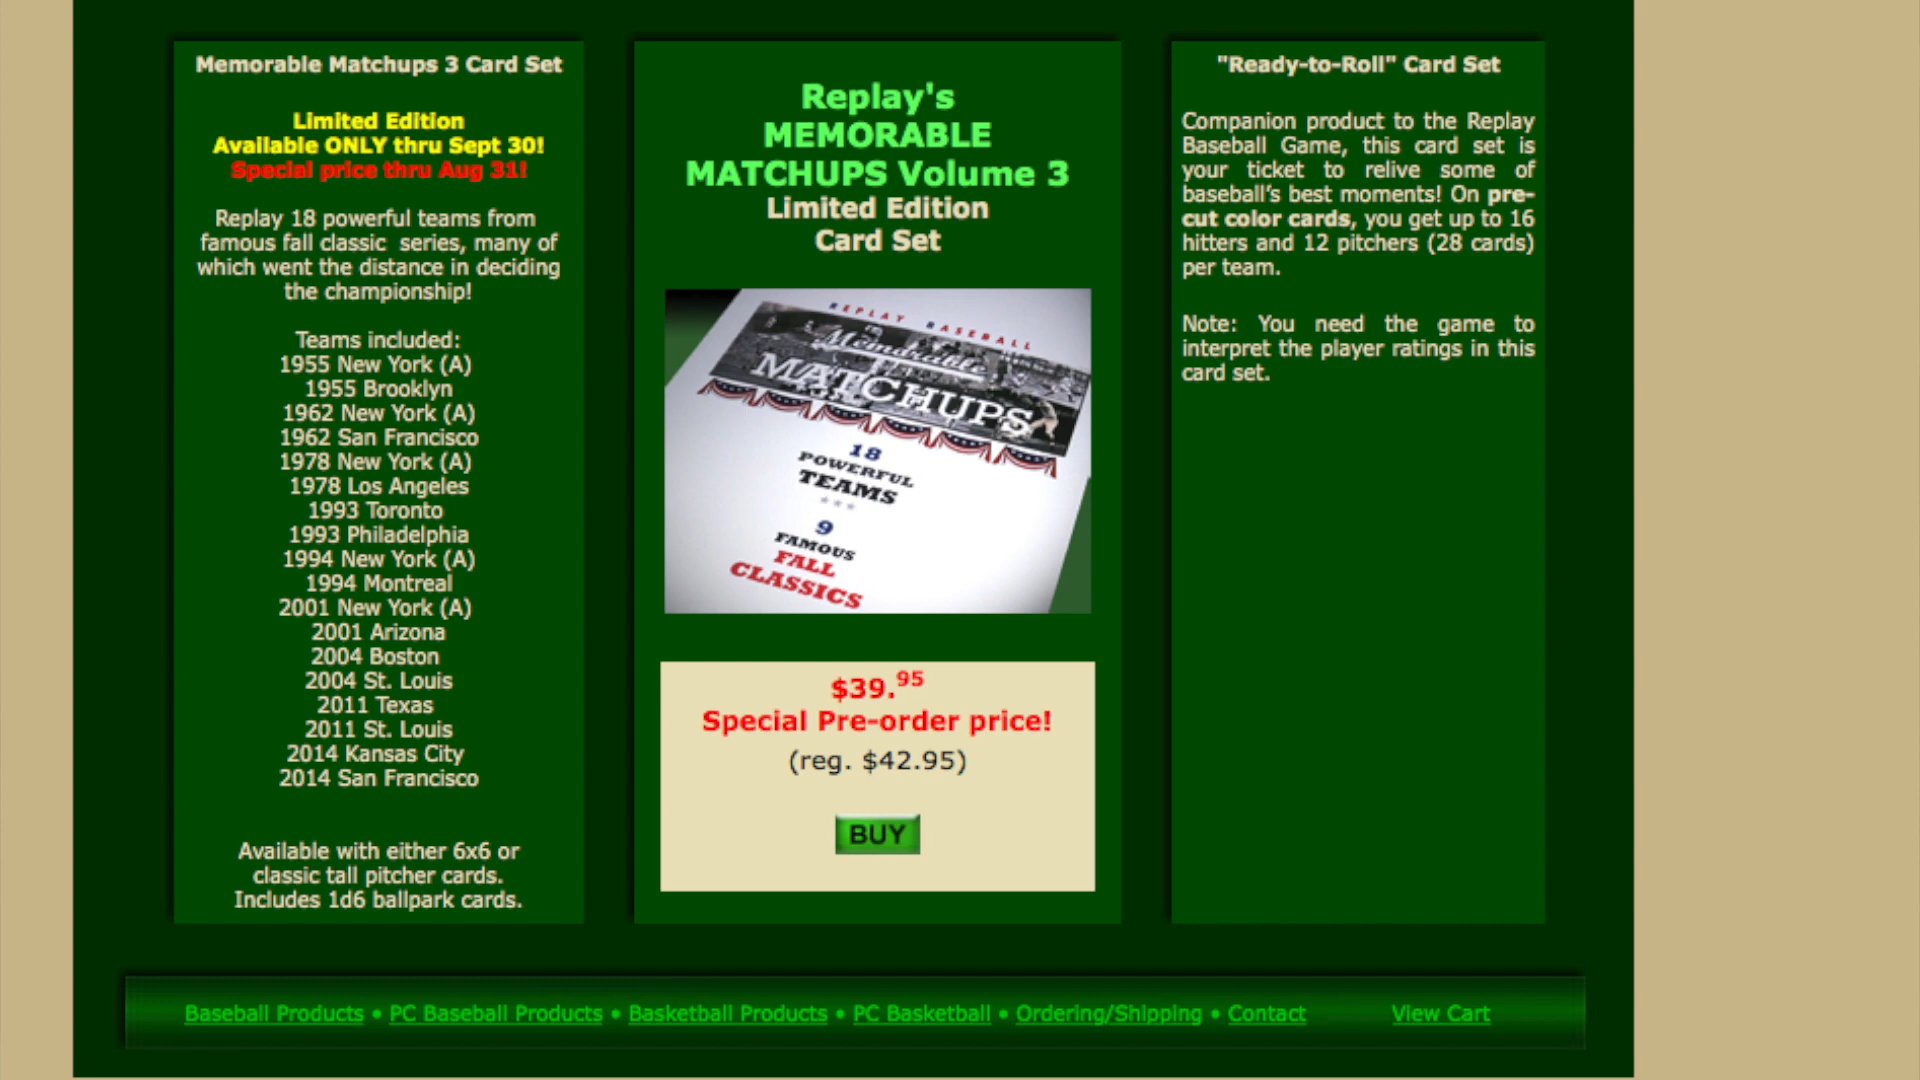 Memorable Matchups 3 Card Set
Limited Edition
Available ONLY thru Sept 30!
Special price thru Aug 31!
Replay 18 powerful teams from
famous fall classic series, many of
which went the distance in deciding
the championship!
Teams included:
1955 New York (A)
1955 Brooklyn
1962 New York (A)
1962 San Francisco
1978 New York (A)
1978 Los Angeles
1993 Toronto
1993 Philadelphia
1994 New York (A)
1994 Montreal
2001 New York (A)
2001 Arizona
2004 Boston
2004 St. Louis
2011 Texas
2011 St. Louis
2014 Kansas City
2014 San Francisco
Available with either 6x6 or
classic tall pitcher cards.
Includes 1d6 ballpark cards.
Replay's
MEMORABLE
MATCHUPS Volume 3
Limited Edition
Card Set
REPLAY BASEBALL
Memorable
MATCHUPS
18
POWERFUL
TEAMS
9
FAMOUS
FALL
CLASSICS
$39.95
Special Pre-order price!
(reg. $42.95)
BUY
"Ready-to-Roll" Card Set
Companion product to the Replay
Baseball Game, this card set is
your ticket to relive some of
baseball's best moments! On pre-
cut color cards, you get up to 16
hitters and 12 pitchers (28 cards)
per team.
Note: You need the game to
interpret the player ratings in this
card set.
Baseball Products • PC Baseball Products • Basketball Products • PC Basketball • Ordering/Shipping • Contact View Cart